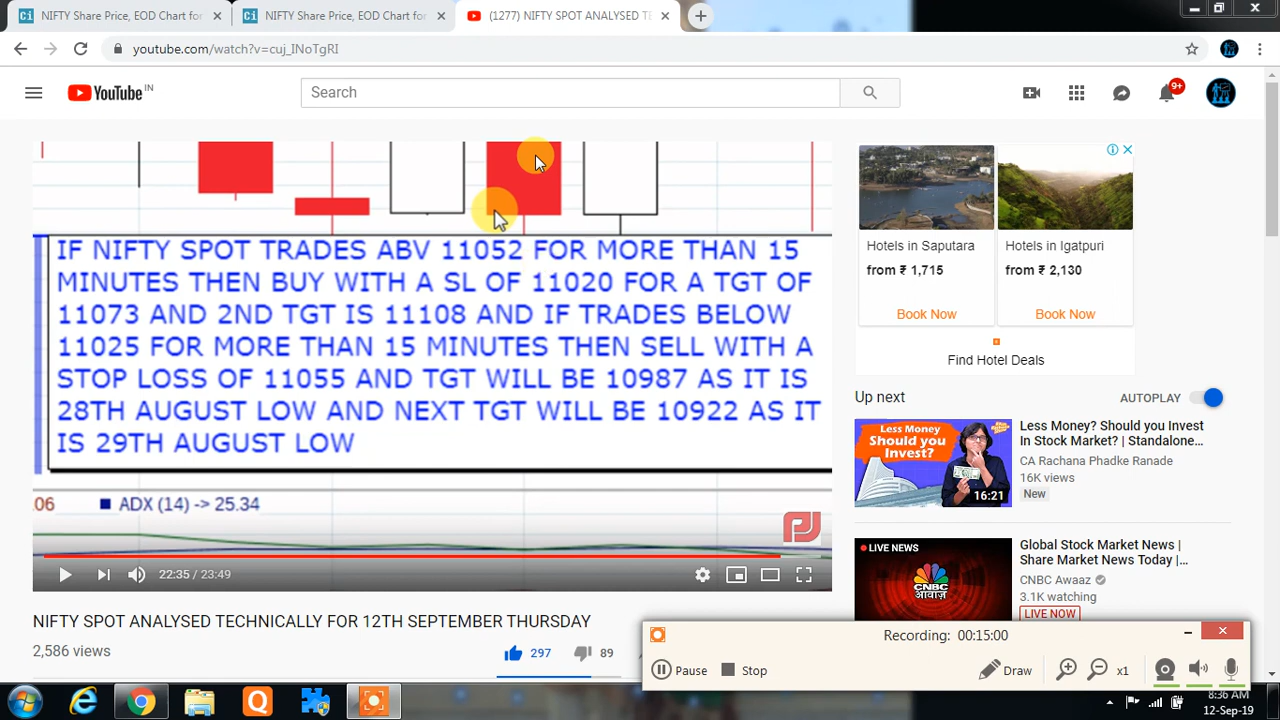 NIFTY Share Price, EOD Chart for
NIFTY Share Price, EOD Chart for
(1277) NIFTY SPOT ANALYSED TE
youtube.com/watch?v=cuj_INoTgRI
YouTube IN
Search
9+
IF NIFTY SPOT TRADES ABV 11052 FOR MORE THAN 15
MINUTES THEN BUY WITH A SL OF 11020 FOR A TGT OF
11073 AND 2ND TGT IS 11108 AND IF TRADES BELOW
11025 FOR MORE THAN 15 MINUTES THEN SELL WITH A
STOP LOSS OF 11055 AND TGT WILL BE 10987 AS IT IS
28TH AUGUST LOW AND NEXT TGT WILL BE 10922 AS IT
IS 29TH AUGUST LOW
06 ADX (14) -> 25.34
22:35 / 23:49
NIFTY SPOT ANALYSED TECHNICALLY FOR 12TH SEPTEMBER THURSDAY
2,586 views
297 89
Hotels in Saputara
from ₹ 1,715
Book Now
Hotels in Igatpuri
from ₹ 2,130
Book Now
Find Hotel Deals
Up next AUTOPLAY
Less Money
Should you
Invest?
16:21
Less Money? Should you Invest
In Stock Market? | Standalone...
CA Rachana Phadke Ranade
16K views
New
LIVE NEWS
CNBC
आवाज़
Global Stock Market News |
Share Market News Today |...
CNBC Awaaz
3.1K watching
LIVE NOW
Recording: 00:15:00
Pause Stop Draw x1
8:36 AM
12-Sep-19